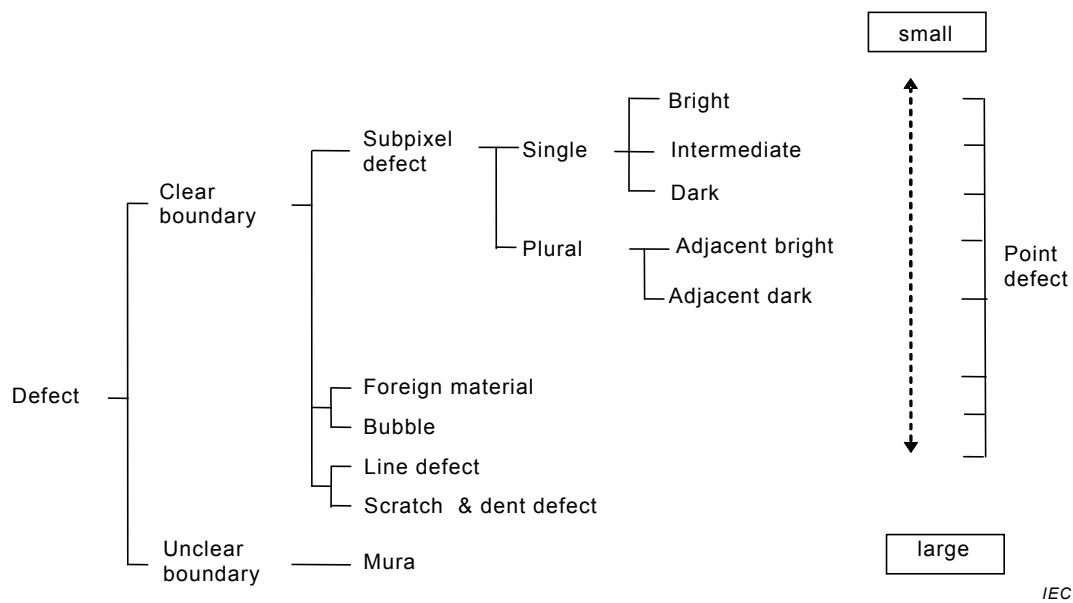 small
Bright
Subpixel
defect
Single
Intermediate
Clear
boundary
Dark
Plural
Adjacent bright
Point
defect
Adjacent dark
Defect
Foreign material
Bubble
Line defect
Scratch & dent defect
Unclear
boundary
Mura
large
IEC